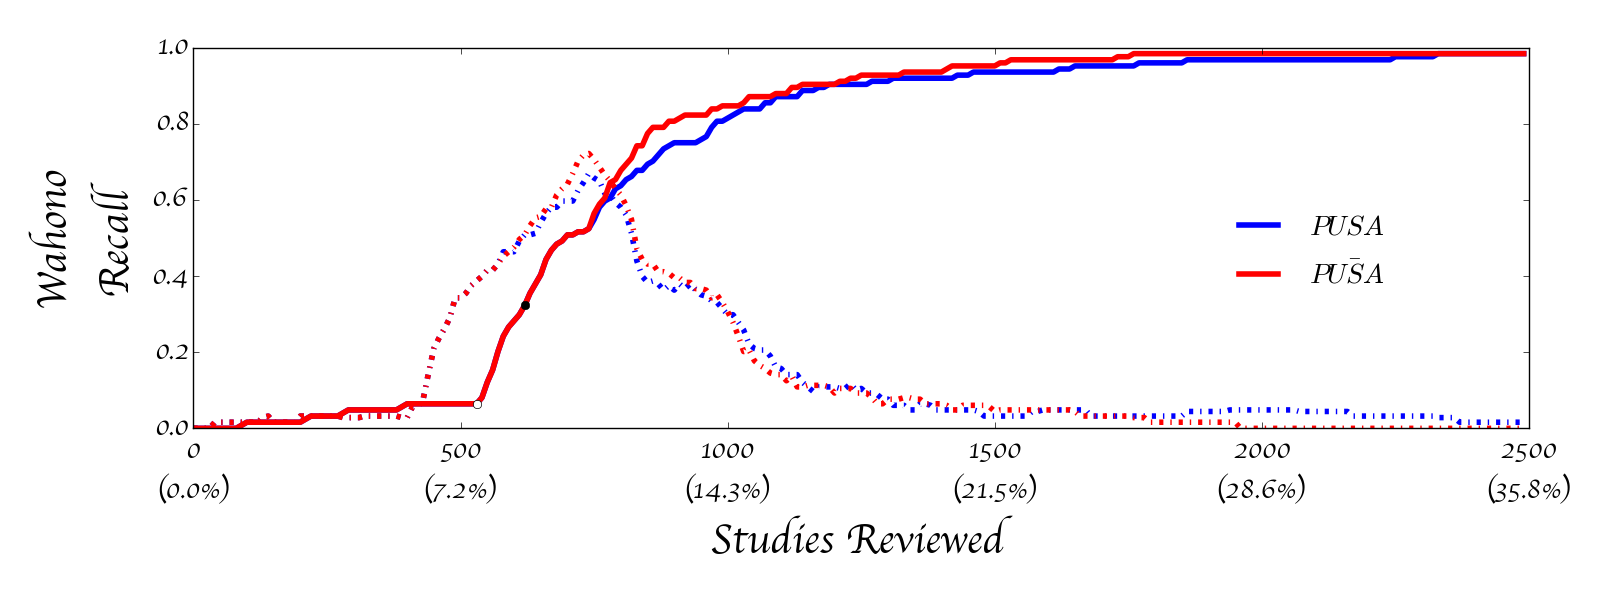 Wahono
Recall
1.0
0.8
0.6
0.4
0.2
0.0
PUSA
PUS̄A
0 500 1000 1500 2000 2500
(0.0%) (7.2%) (14.3%) (21.5%) (28.6%) (35.8%)
Studies Reviewed